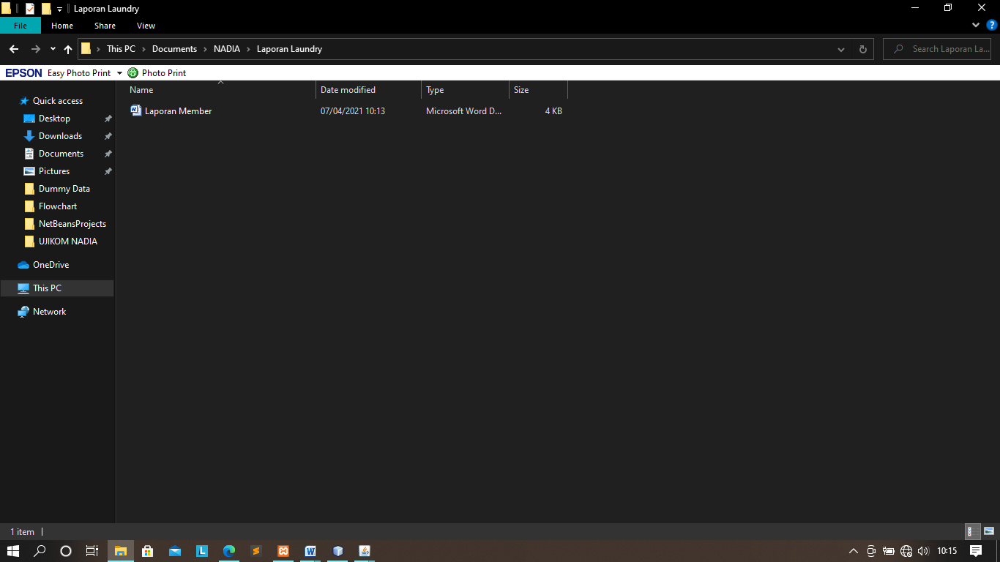 Laporan Laundry
File Home Share View
This PC Documents NADIA Laporan Laundry
Search Laporan La...
EPSON Easy Photo Print Photo Print
Name Date modified Type Size
Laporan Member 07/04/2021 10:13 Microsoft Word D... 4 KB
Quick access
Desktop
Downloads
Documents
Pictures
Dummy Data
Flowchart
NetBeansProjects
UJIKOM NADIA
OneDrive
This PC
Network
1 item
10:15